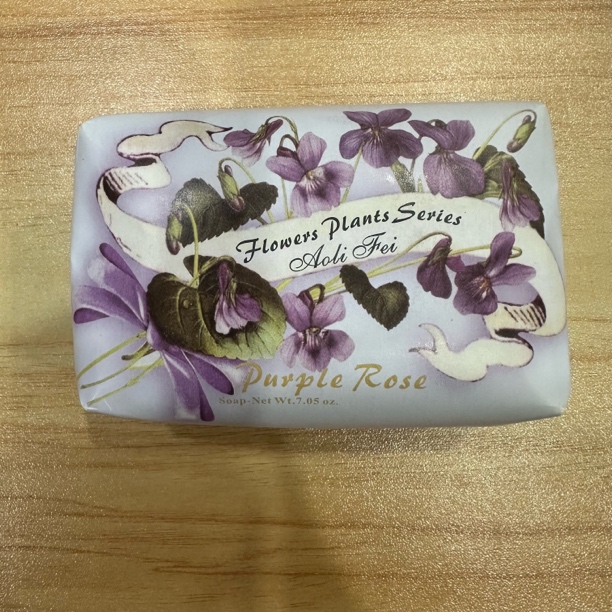 Flowers Plants Series
Aoli Fei
Purple Rose
Soap-Net Wt.7.05 oz.